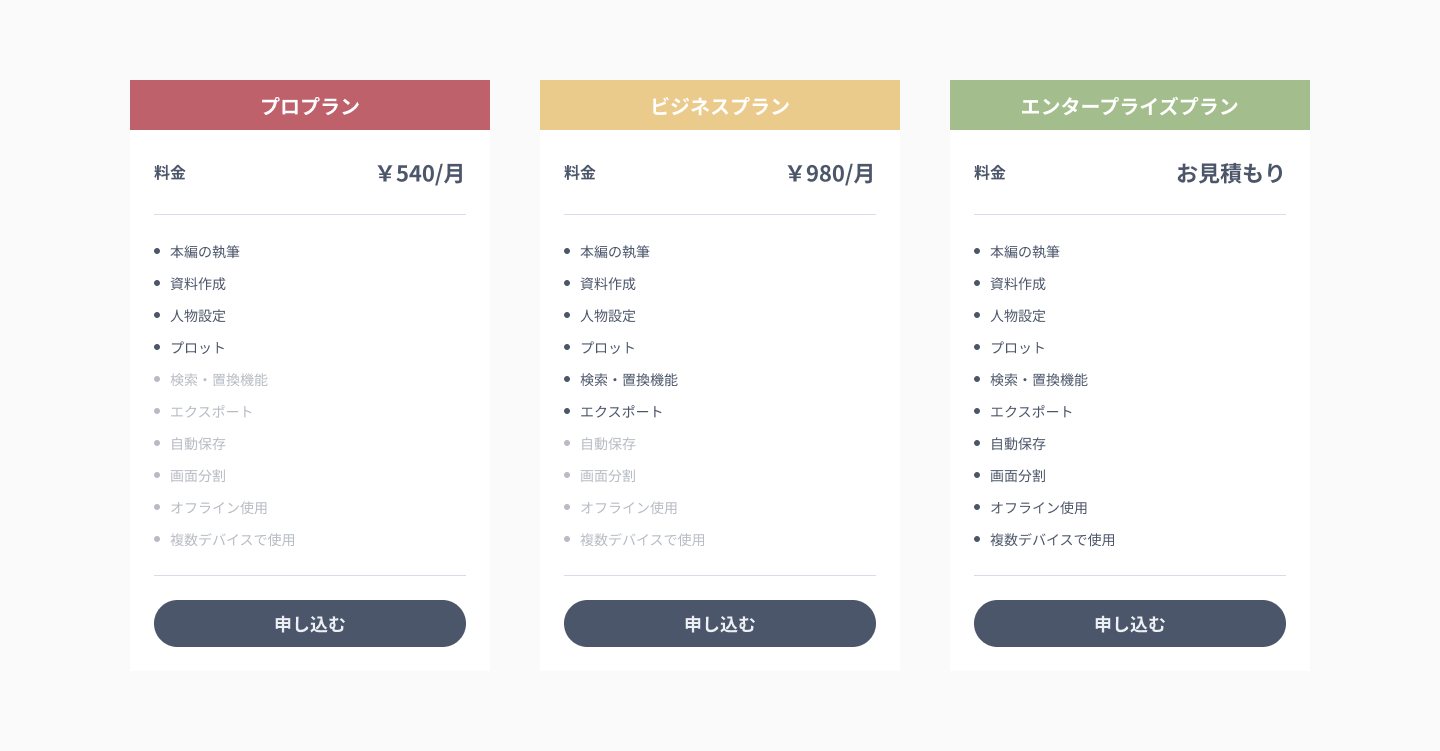 プロプラン
料金
￥540/月
本編の執筆
資料作成
人物設定
プロット
検索・置換機能
エクスポート
自動保存
画面分割
オフライン使用
複数デバイスで使用
申し込む
ビジネスプラン
料金
￥980/月
本編の執筆
資料作成
人物設定
プロット
検索・置換機能
エクスポート
自動保存
画面分割
オフライン使用
複数デバイスで使用
申し込む
エンタープライズプラン
料金
お見積もり
本編の執筆
資料作成
人物設定
プロット
検索・置換機能
エクスポート
自動保存
画面分割
オフライン使用
複数デバイスで使用
申し込む